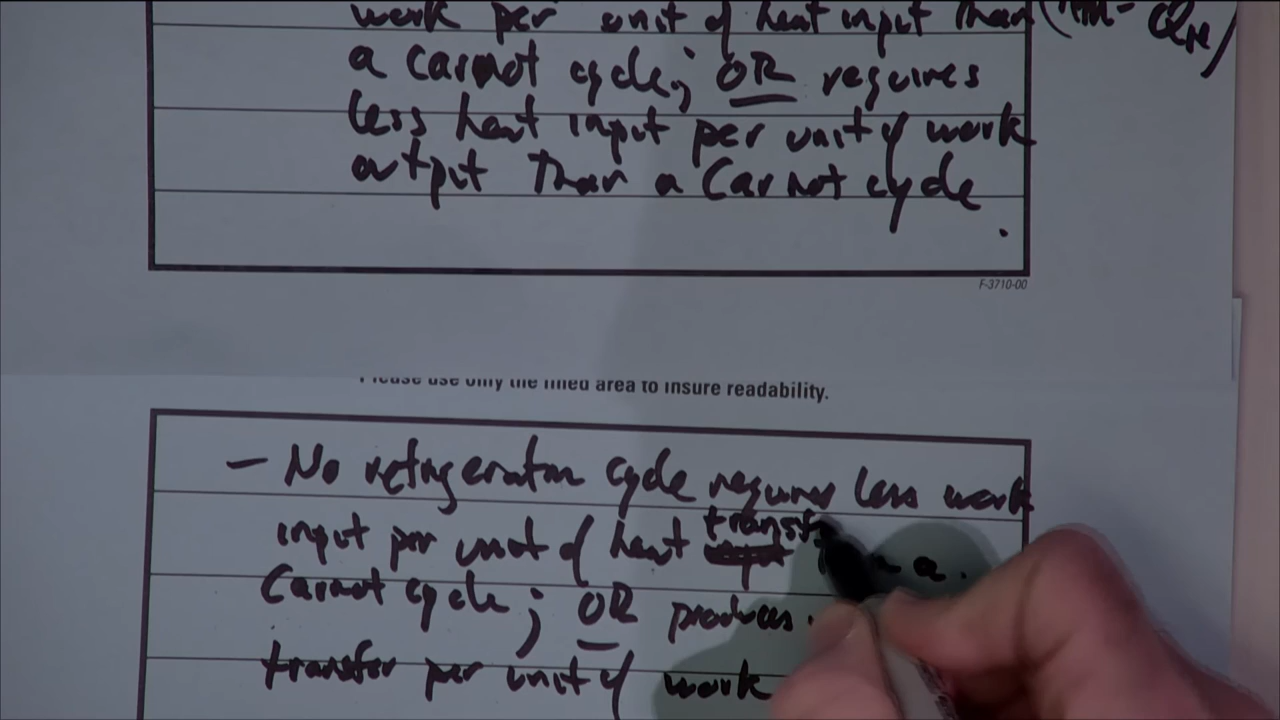 work per unit of heat input than
a Carnot cycle; OR requires
less heat input per unit of work
output than a Carnot cycle.
F-3710-00
Please use only the lined area to insure readability.
- No refrigeration cycle requires less work
input per unit of heat transf
a
Carnot cycle; OR produces
transfer per unit of work